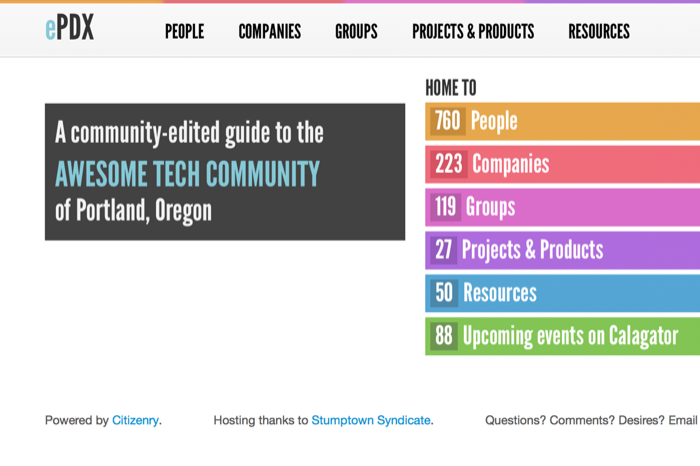 ePDX
PEOPLE COMPANIES GROUPS PROJECTS & PRODUCTS RESOURCES
A community-edited guide to the
AWESOME TECH COMMUNITY
of Portland, Oregon
HOME TO
760 People
223 Companies
119 Groups
27 Projects & Products
50 Resources
88 Upcoming events on Calagator
Powered by Citizenry. Hosting thanks to Stumptown Syndicate. Questions? Comments? Desires? Email